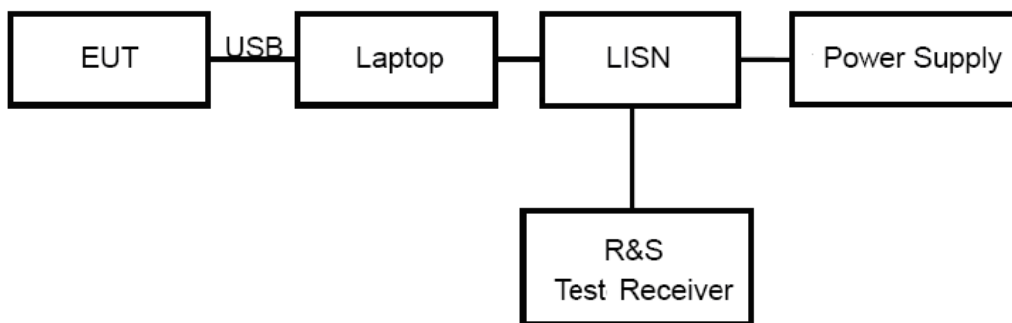 EUT
USB
Laptop
LISN
Power Supply
R&S
Test Receiver